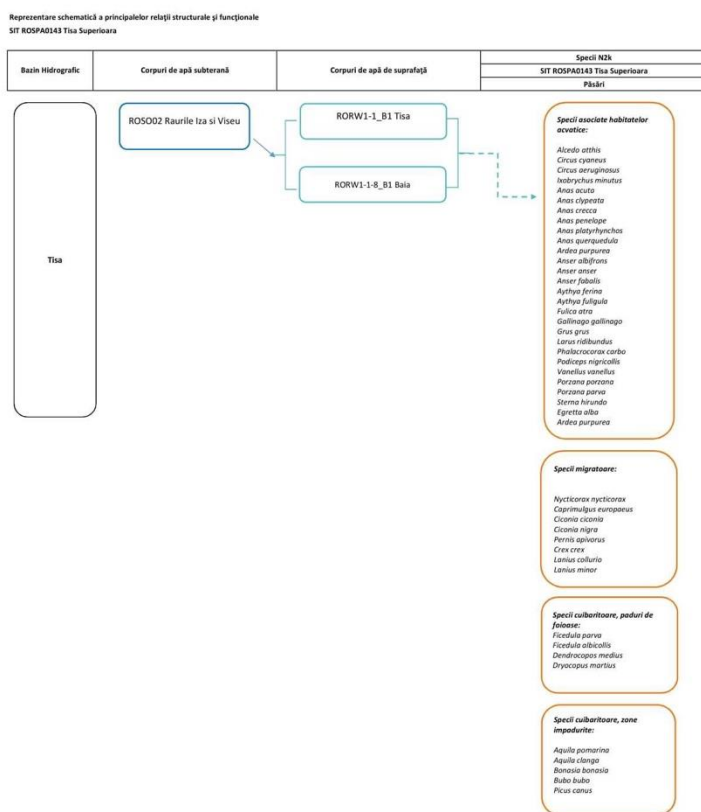 Reprezentare schematică a principalelor relații structurale și funcționale
SIT ROSPA0143 Tisa Superioara
Bazin Hidrografic
Corpuri de apă subterană
Corpuri de apă de suprafață
Specii N2k
SIT ROSPA0143 Tisa Superioara
Păsări
Tisa
ROSO02 Raurile Iza si Viseu
RORW1-1_B1 Tisa
RORW1-1-8_B1 Baia
Specii asociate habitatelor
acvatice:
Alcedo atthis
Circus cyaneus
Circus aeruginosus
Ixobrychus minutus
Anas acuta
Anas clypeata
Anas crecca
Anas penelope
Anas platyrhynchos
Anas querquedula
Ardea purpurea
Anser albifrons
Anser anser
Anser fabalis
Aythya ferina
Aythya fuligula
Fulica atra
Gallinago gallinago
Grus grus
Larus ridibundus
Phalacrocorax carbo
Podiceps nigricollis
Vanellus vanellus
Porzana porzana
Porzana parva
Sterna hirundo
Egretta alba
Ardea purpurea
Specii migratoare:
Nycticorax nycticorax
Caprimulgus europaeus
Ciconia ciconia
Ciconia nigra
Pernis apivorus
Crex crex
Lanius collurio
Lanius minor
Specii cuibaritoare, paduri de
foioase:
Ficedula parva
Ficedula albicollis
Dendrocopos medius
Dryocopus martius
Specii cuibaritoare, zone
impadurite:
Aquila pomarina
Aquila clanga
Bonasia bonasia
Bubo bubo
Picus canus